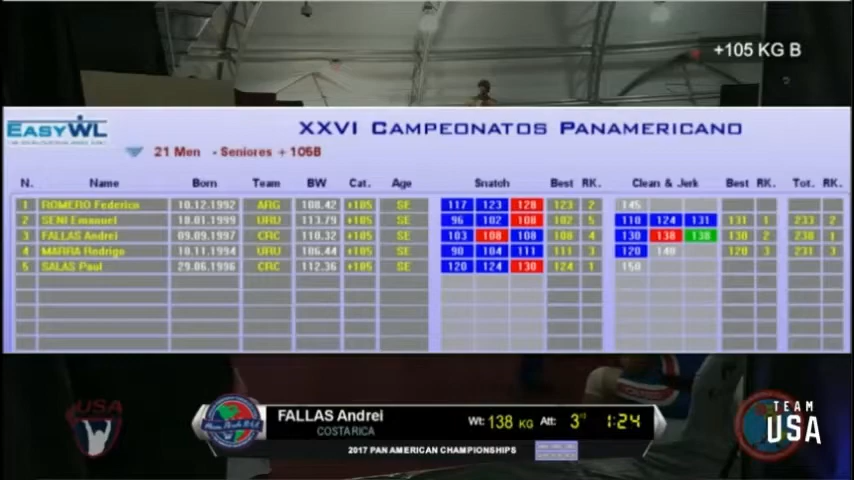 +105 KG B
EASYWL
XXVI CAMPEONATOS PANAMERICANO
21 Men - Seniores + 105B
N. Name Born Team BW Cat. Age Snatch Best RK. Clean & Jerk Best RK. Tot. RK.
1 ROMERO Federico 10.12.1992 ARG 108.42 +105 SE 117 123 128 123 2 145
2 SENI Emanuel 18.01.1999 URU 113.79 +105 SE 96 102 108 102 5 110 124 131 131 1 233 2
3 FALLAS Andrei 09.09.1997 CRC 110.32 +105 SE 103 108 108 108 4 130 138 138 130 2 238 1
4 MARRA Rodrigo 10.11.1994 URU 106.44 +105 SE 90 104 111 111 3 120 140 120 3 231 3
5 SALAS Paul 29.06.1996 CRC 112.36 +105 SE 120 124 130 124 1 150
USA
FALLAS Andrei
COSTA RICA
Wt: 138 KG Att: 3rd 1:24
2017 PAN AMERICAN CHAMPIONSHIPS
TEAM
USA